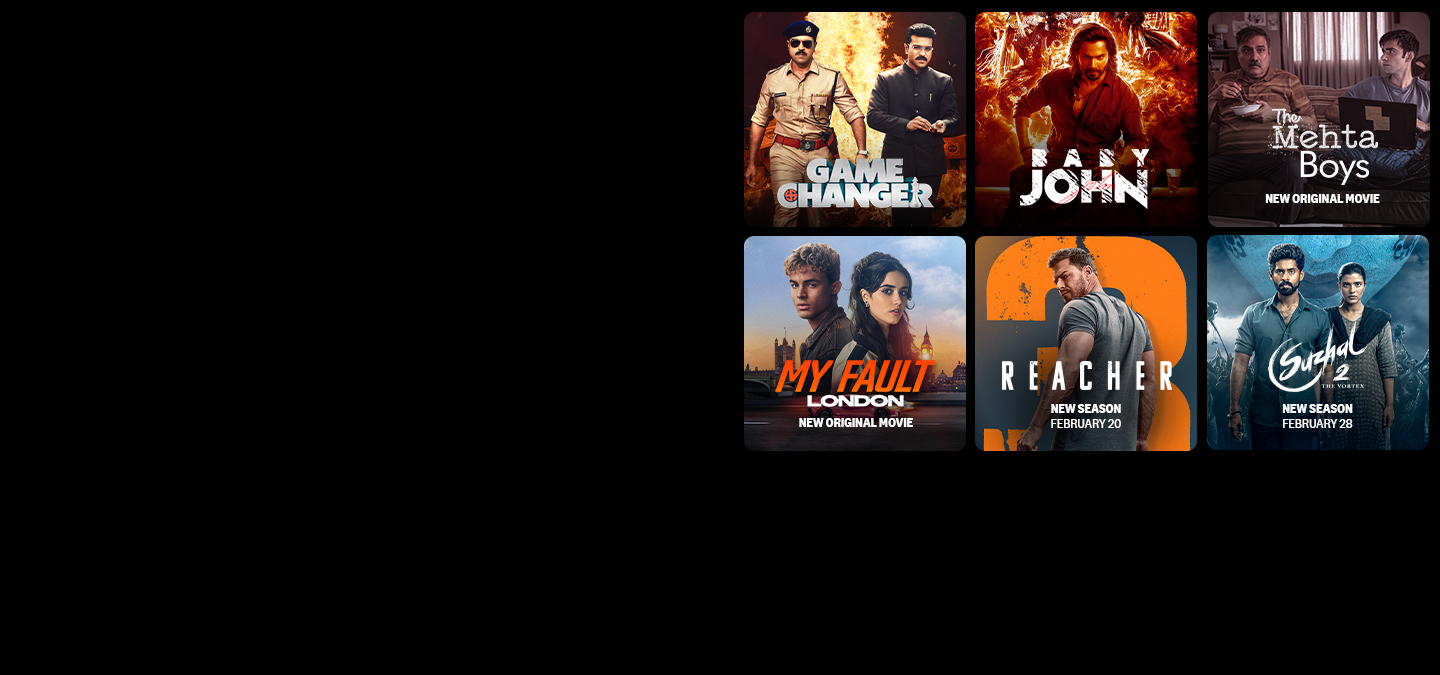 GAME
CHANGER
BABY
JOHN
The
Mehta
Boys
NEW ORIGINAL MOVIE
MY FAULT
LONDON
NEW ORIGINAL MOVIE
3
REACHER
NEW SEASON
FEBRUARY 20
Suzhal
2
THE VORTEX
NEW SEASON
FEBRUARY 28